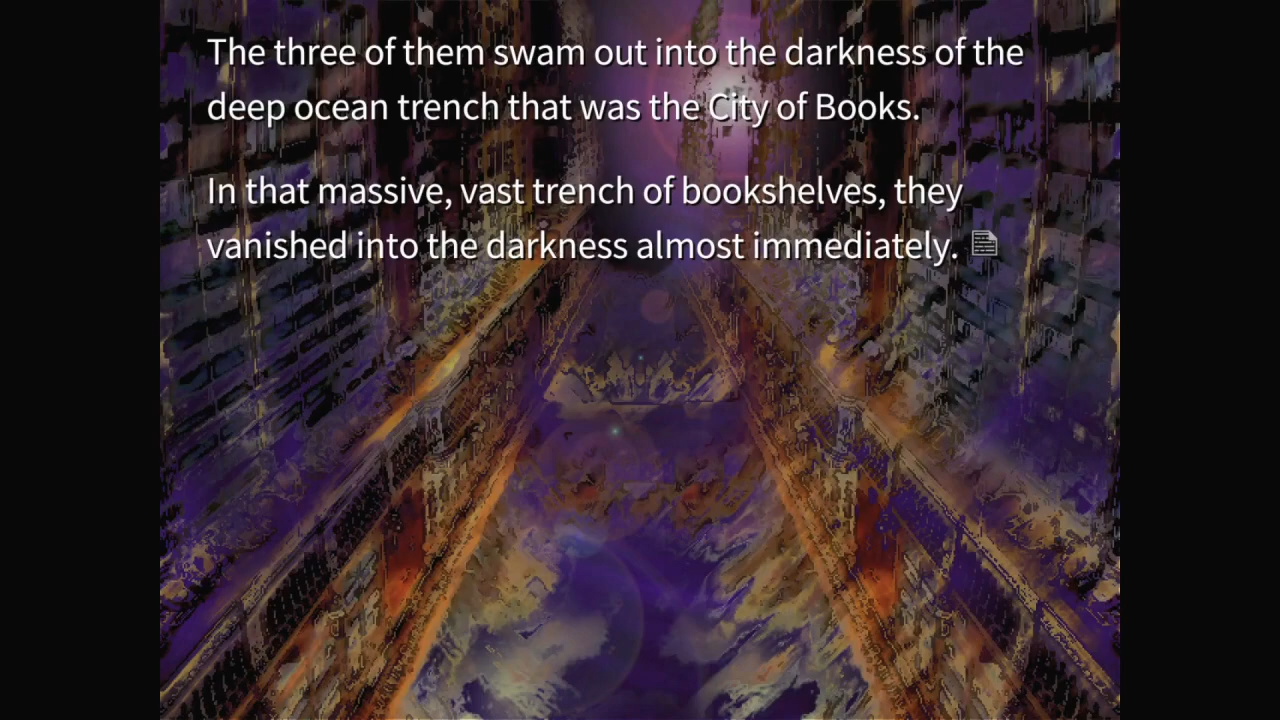 The three of them swam out into the darkness of the
deep ocean trench that was the City of Books.
In that massive, vast trench of bookshelves, they
vanished into the darkness almost immediately.